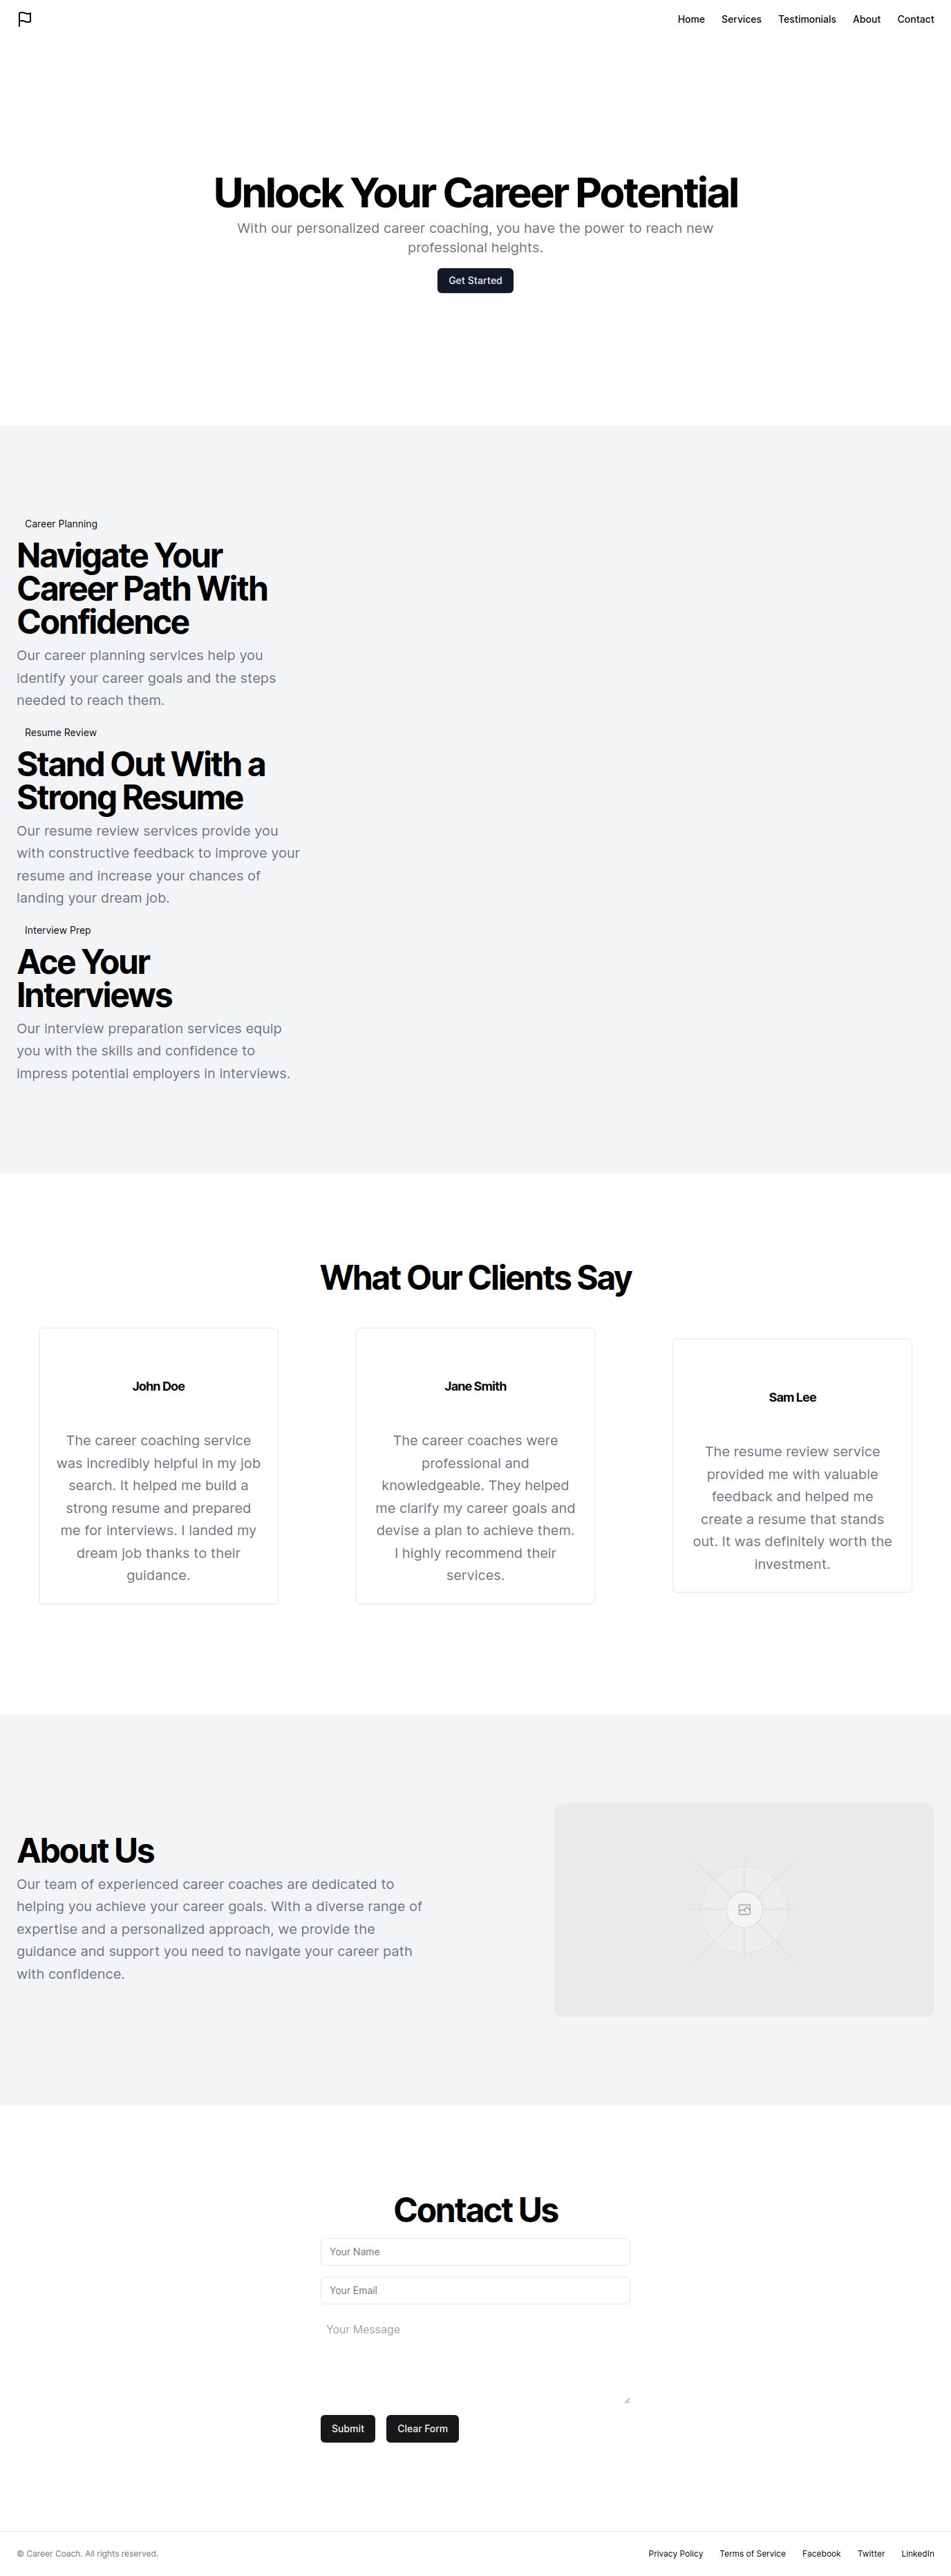 Home Services Testimonials About Contact
Unlock Your Career Potential
With our personalized career coaching, you have the power to reach new
professional heights.
Get Started
Career Planning
Navigate Your
Career Path With
Confidence
Our career planning services help you
identify your career goals and the steps
needed to reach them.
Resume Review
Stand Out With a
Strong Resume
Our resume review services provide you
with constructive feedback to improve your
resume and increase your chances of
landing your dream job.
Interview Prep
Ace Your
Interviews
Our interview preparation services equip
you with the skills and confidence to
impress potential employers in interviews.
What Our Clients Say
John Doe
The career coaching service
was incredibly helpful in my job
search. It helped me build a
strong resume and prepared
me for interviews. I landed my
dream job thanks to their
guidance.
Jane Smith
The career coaches were
professional and
knowledgeable. They helped
me clarify my career goals and
devise a plan to achieve them.
I highly recommend their
services.
Sam Lee
The resume review service
provided me with valuable
feedback and helped me
create a resume that stands
out. It was definitely worth the
investment.
About Us
Our team of experienced career coaches are dedicated to
helping you achieve your career goals. With a diverse range of
expertise and a personalized approach, we provide the
guidance and support you need to navigate your career path
with confidence.
Contact Us
Your Name
Your Email
Your Message
Submit Clear Form
© Career Coach. All rights reserved.
Privacy Policy Terms of Service Facebook Twitter LinkedIn